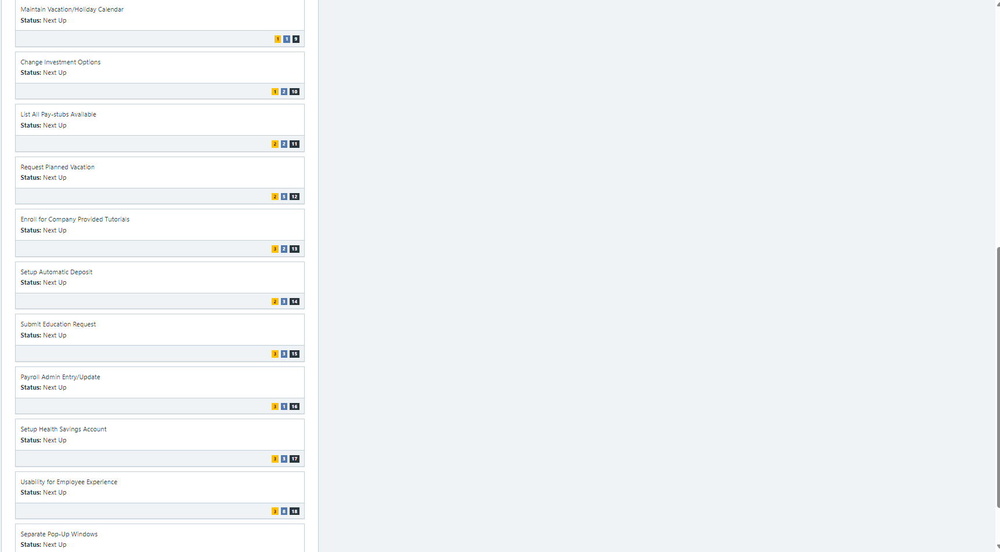 Maintain Vacation/Holiday Calendar
Status: Next Up
1 1 9
Change Investment Options
Status: Next Up
1 2 10
List All Pay-stubs Available
Status: Next Up
2 2 11
Request Planned Vacation
Status: Next Up
2 5 12
Enroll for Company Provided Tutorials
Status: Next Up
3 2 13
Setup Automatic Deposit
Status: Next Up
2 3 14
Submit Education Request
Status: Next Up
3 3 15
Payroll Admin Entry/Update
Status: Next Up
3 1 16
Setup Health Savings Account
Status: Next Up
3 3 17
Usability for Employee Experience
Status: Next Up
3 8 18
Separate Pop-Up Windows
Status: Next Up